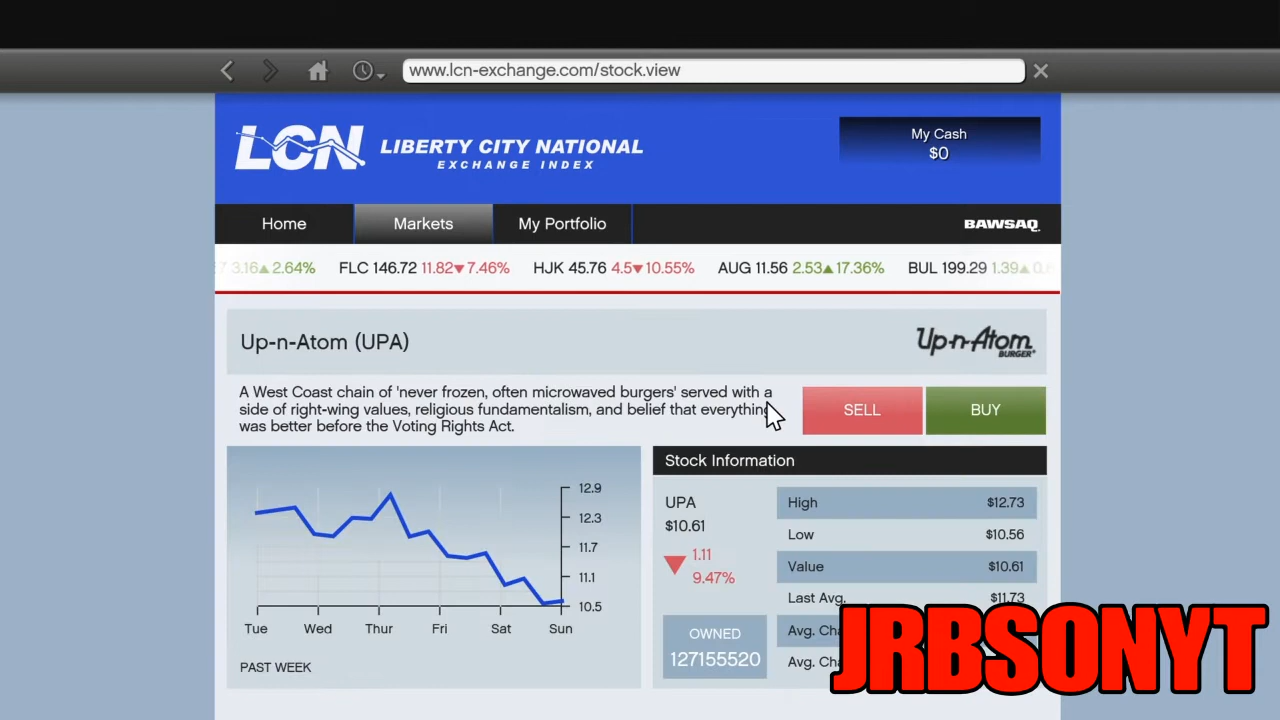 www.lcn-exchange.com/stock.view
LCN LIBERTY CITY NATIONAL
EXCHANGE INDEX
My Cash
$0
Home Markets My Portfolio BAWSAQ
3.16 2.64% FLC 146.72 11.82 7.46% HJK 45.76 4.5 10.55% AUG 11.56 2.53 17.36% BUL 199.29 1.39
Up-n-Atom (UPA)
Up-n-Atom
BURGER
A West Coast chain of 'never frozen, often microwaved burgers' served with a
side of right-wing values, religious fundamentalism, and belief that everything
was better before the Voting Rights Act.
SELL BUY
12.9
12.3
11.7
11.1
10.5
Tue Wed Thur Fri Sat Sun
PAST WEEK
Stock Information
UPA
$10.61
1.11
9.47%
OWNED
127155520
High $12.73
Low $10.56
Value $10.61
Last Avg. $11.73
Avg.
Avg.
JRBSONYT